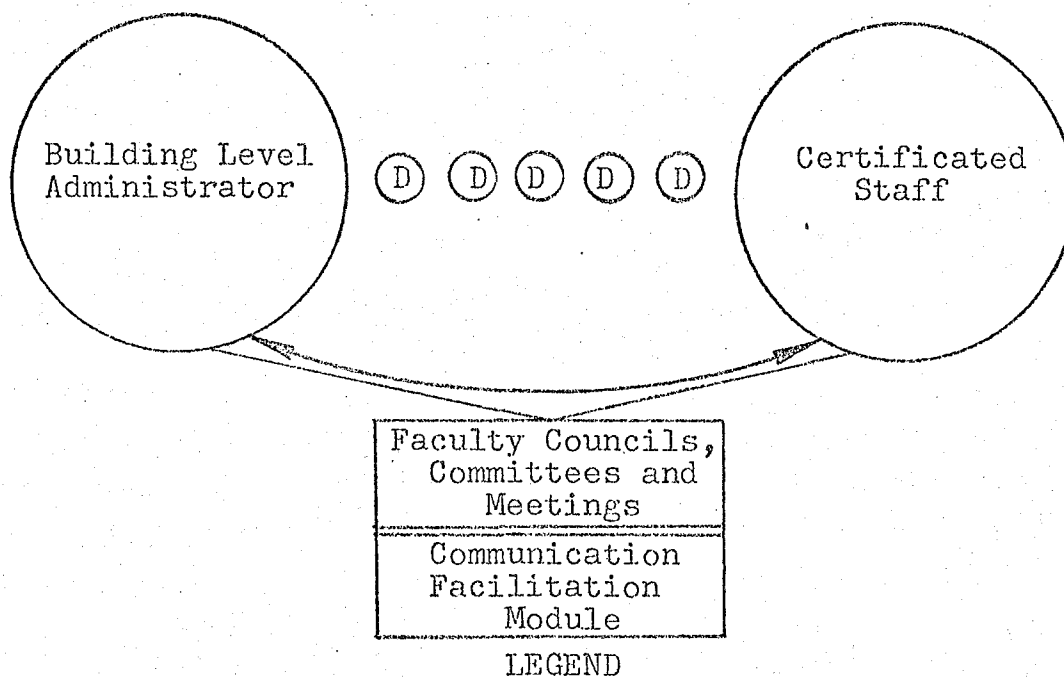 Building Level
Administrator
D D D D D
Certificated
Staff
Faculty Councils,
Committees and
Meetings
Communication
Facilitation
Module
LEGEND